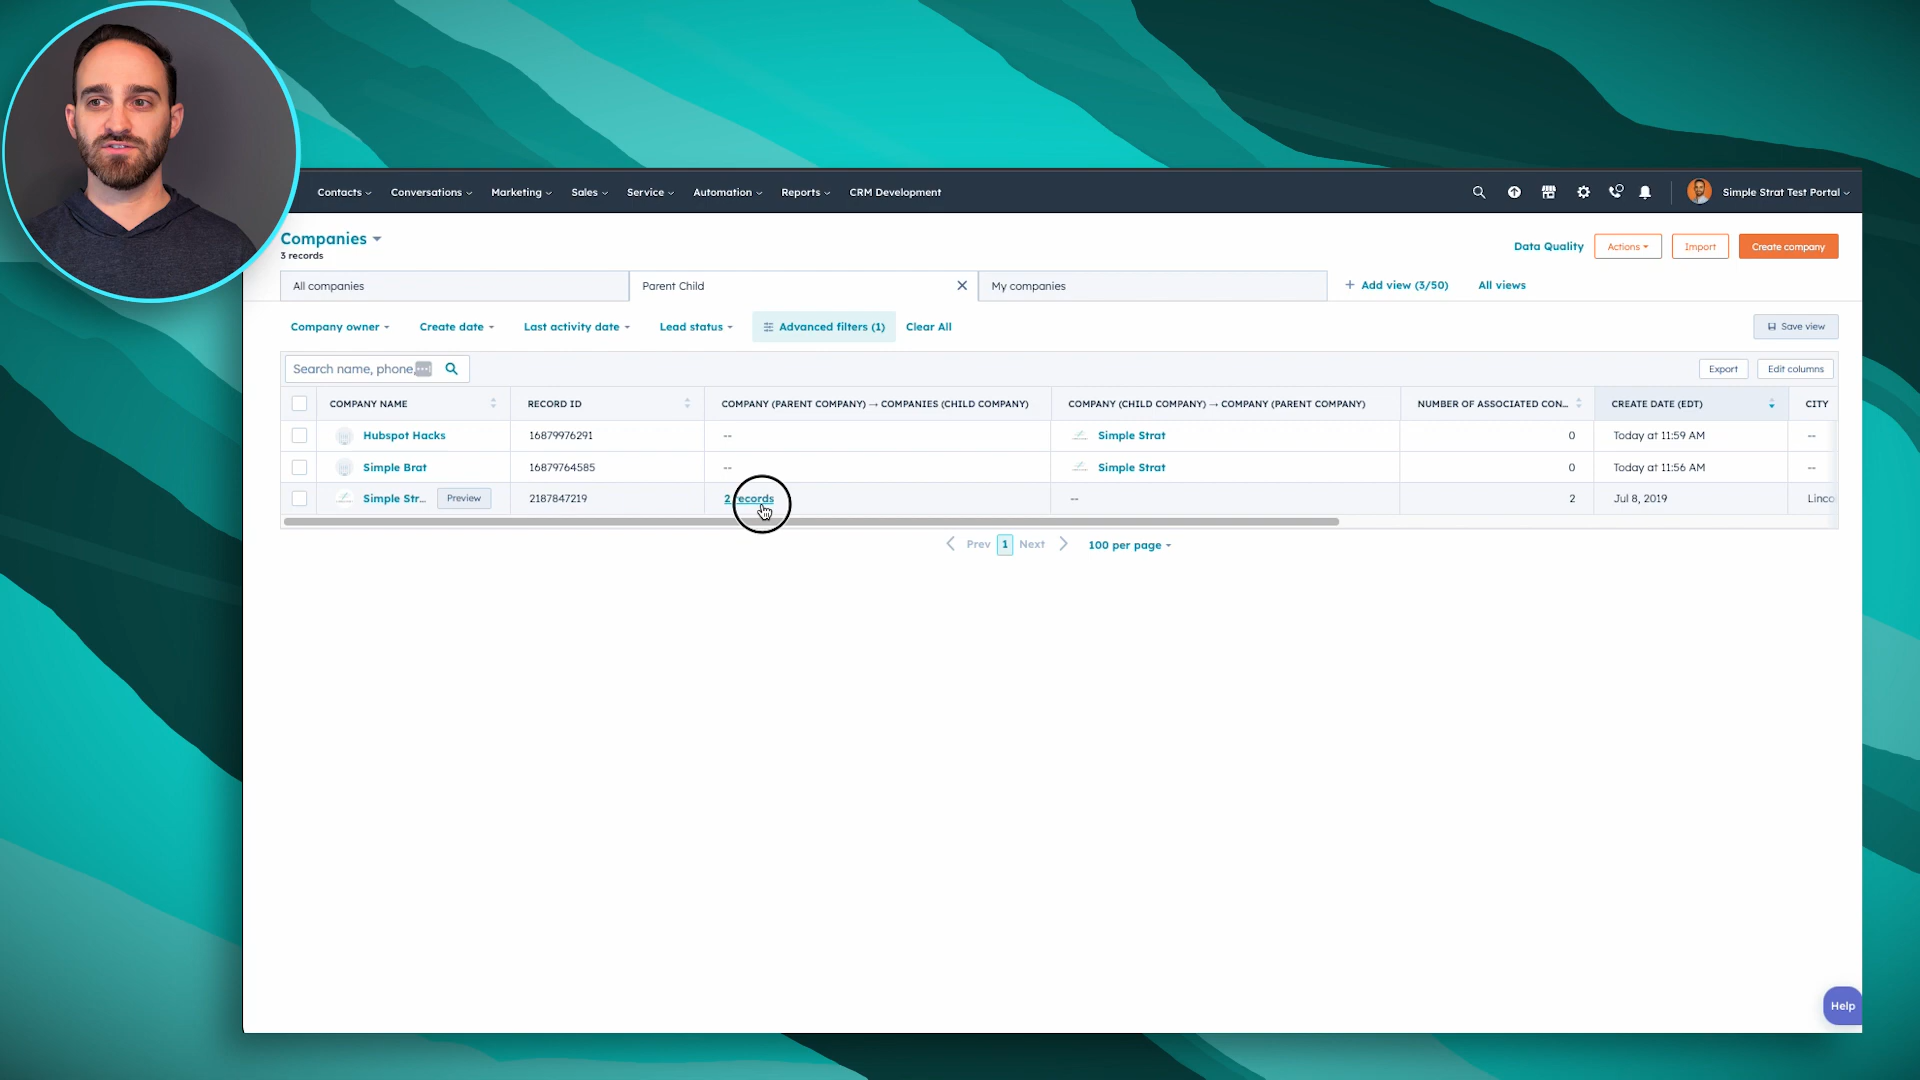 Contacts Conversations Marketing Sales Service Automation Reports CRM Development Simple Strat Test Portal
Companies
3 records
Data Quality Actions Import Create company
All companies Parent Child My companies + Add view (3/50) All views
Company owner Create date Last activity date Lead status Advanced filters (1) Clear All Save view
Search name, phone, Export Edit columns
COMPANY NAME RECORD ID COMPANY (PARENT COMPANY) → COMPANIES (CHILD COMPANY) COMPANY (CHILD COMPANY) → COMPANY (PARENT COMPANY) NUMBER OF ASSOCIATED CON... CREATE DATE (EDT) CITY
Hubspot Hacks 16879976291 -- Simple Strat 0 Today at 11:59 AM --
Simple Brat 16879764585 -- Simple Strat 0 Today at 11:56 AM --
Simple Str... Preview 2187847219 2 records -- 2 Jul 8, 2019 Linco
Prev 1 Next 100 per page
Help